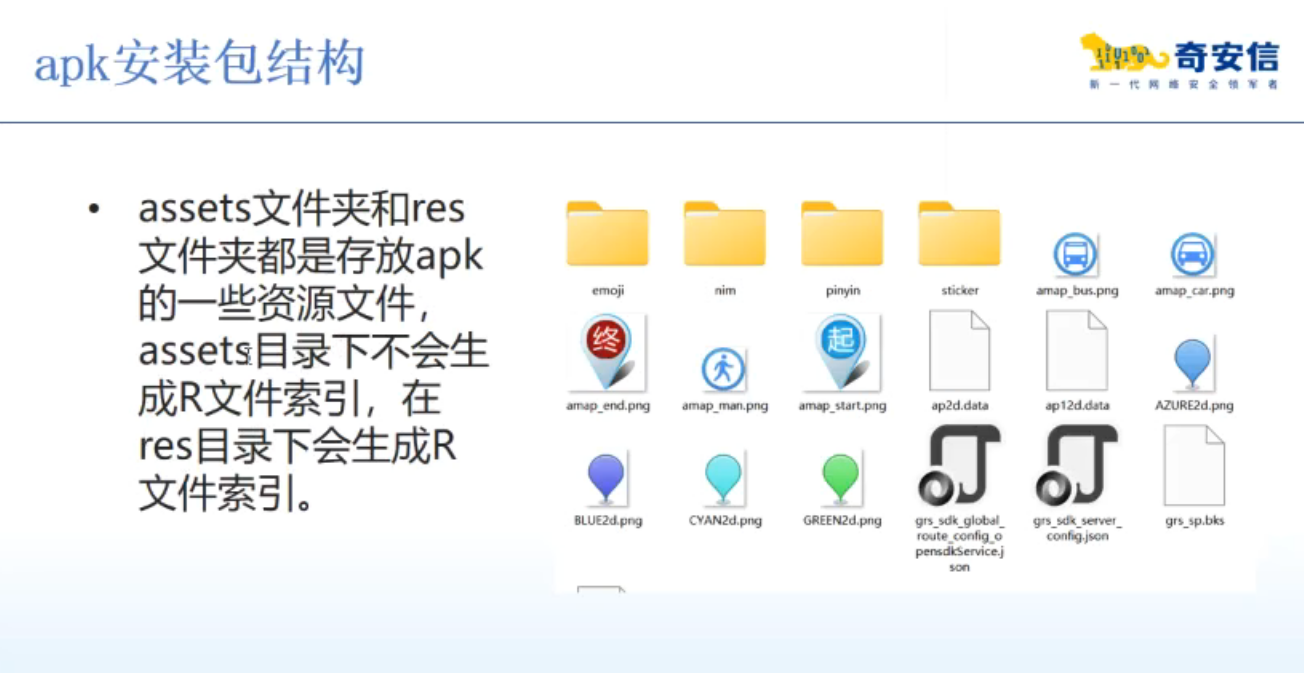 apk安装包结构
奇安信
新一代网络安全领军者
• assets文件夹和res
文件夹都是存放apk
的一些资源文件，
assets目录下不会生
成R文件索引，在
res目录下会生成R
文件索引。
emoji
nim
pinyin
sticker
amap_bus.png
amap_car.png
终
起
amap_end.png
amap_man.png
amap_start.png
ap2d.data
ap12d.data
AZURE2d.png
BLUE2d.png
CYAN2d.png
GREEN2d.png
grs_sdk_global_
route_config_o
pensdkService.j
son
grs_sdk_server_
config.json
grs_sp.bks